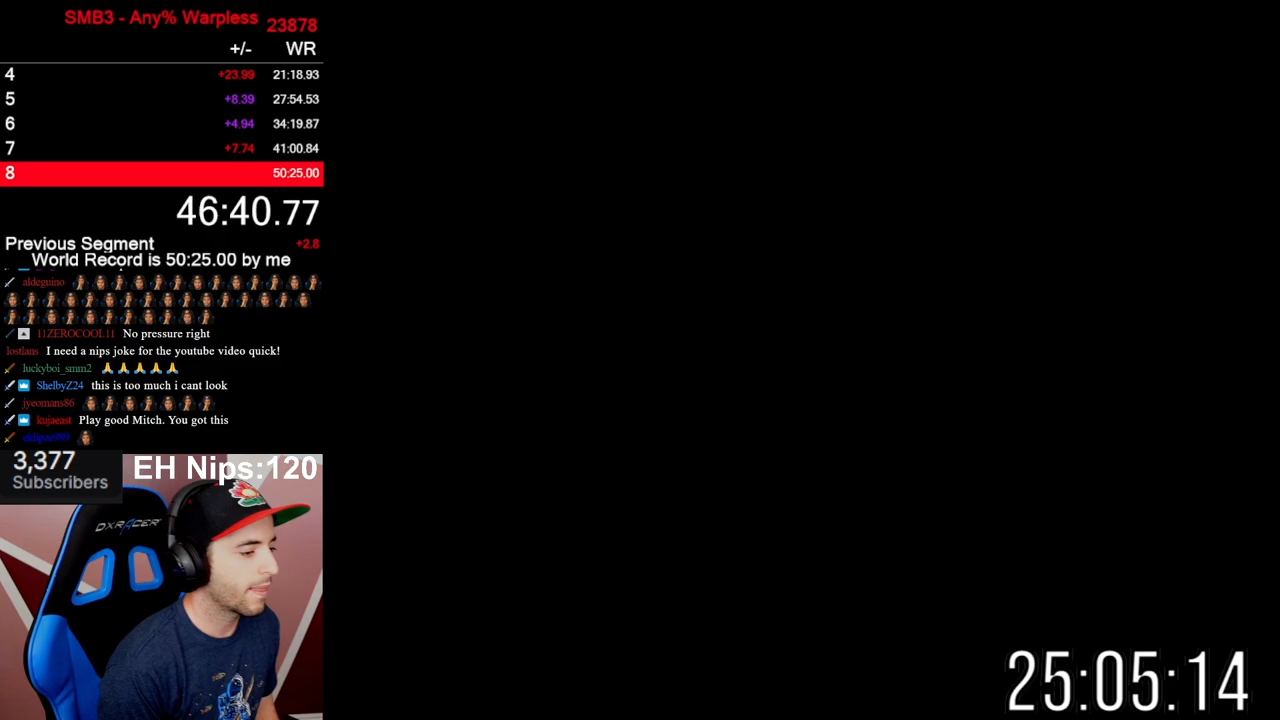 SMB3 - Any% Warpless 23878
+/- WR
4 +23.99 21:18.93
5 +8.39 27:54.53
6 +4.94 34:19.87
7 +7.74 41:00.84
8 50:25.00
46:40.77
Previous Segment +2.8
World Record is 50:25.00 by me
aldeguino
11ZEROCOOL11 No pressure right
lostlans I need a nips joke for the youtube video quick!
luckyboi_smm2
ShelbyZ24 this is too much i cant look
jyeomans86
kujaeast Play good Mitch. You got this
3,377
Subscribers
EH Nips:120
DXRACER
25:05:14